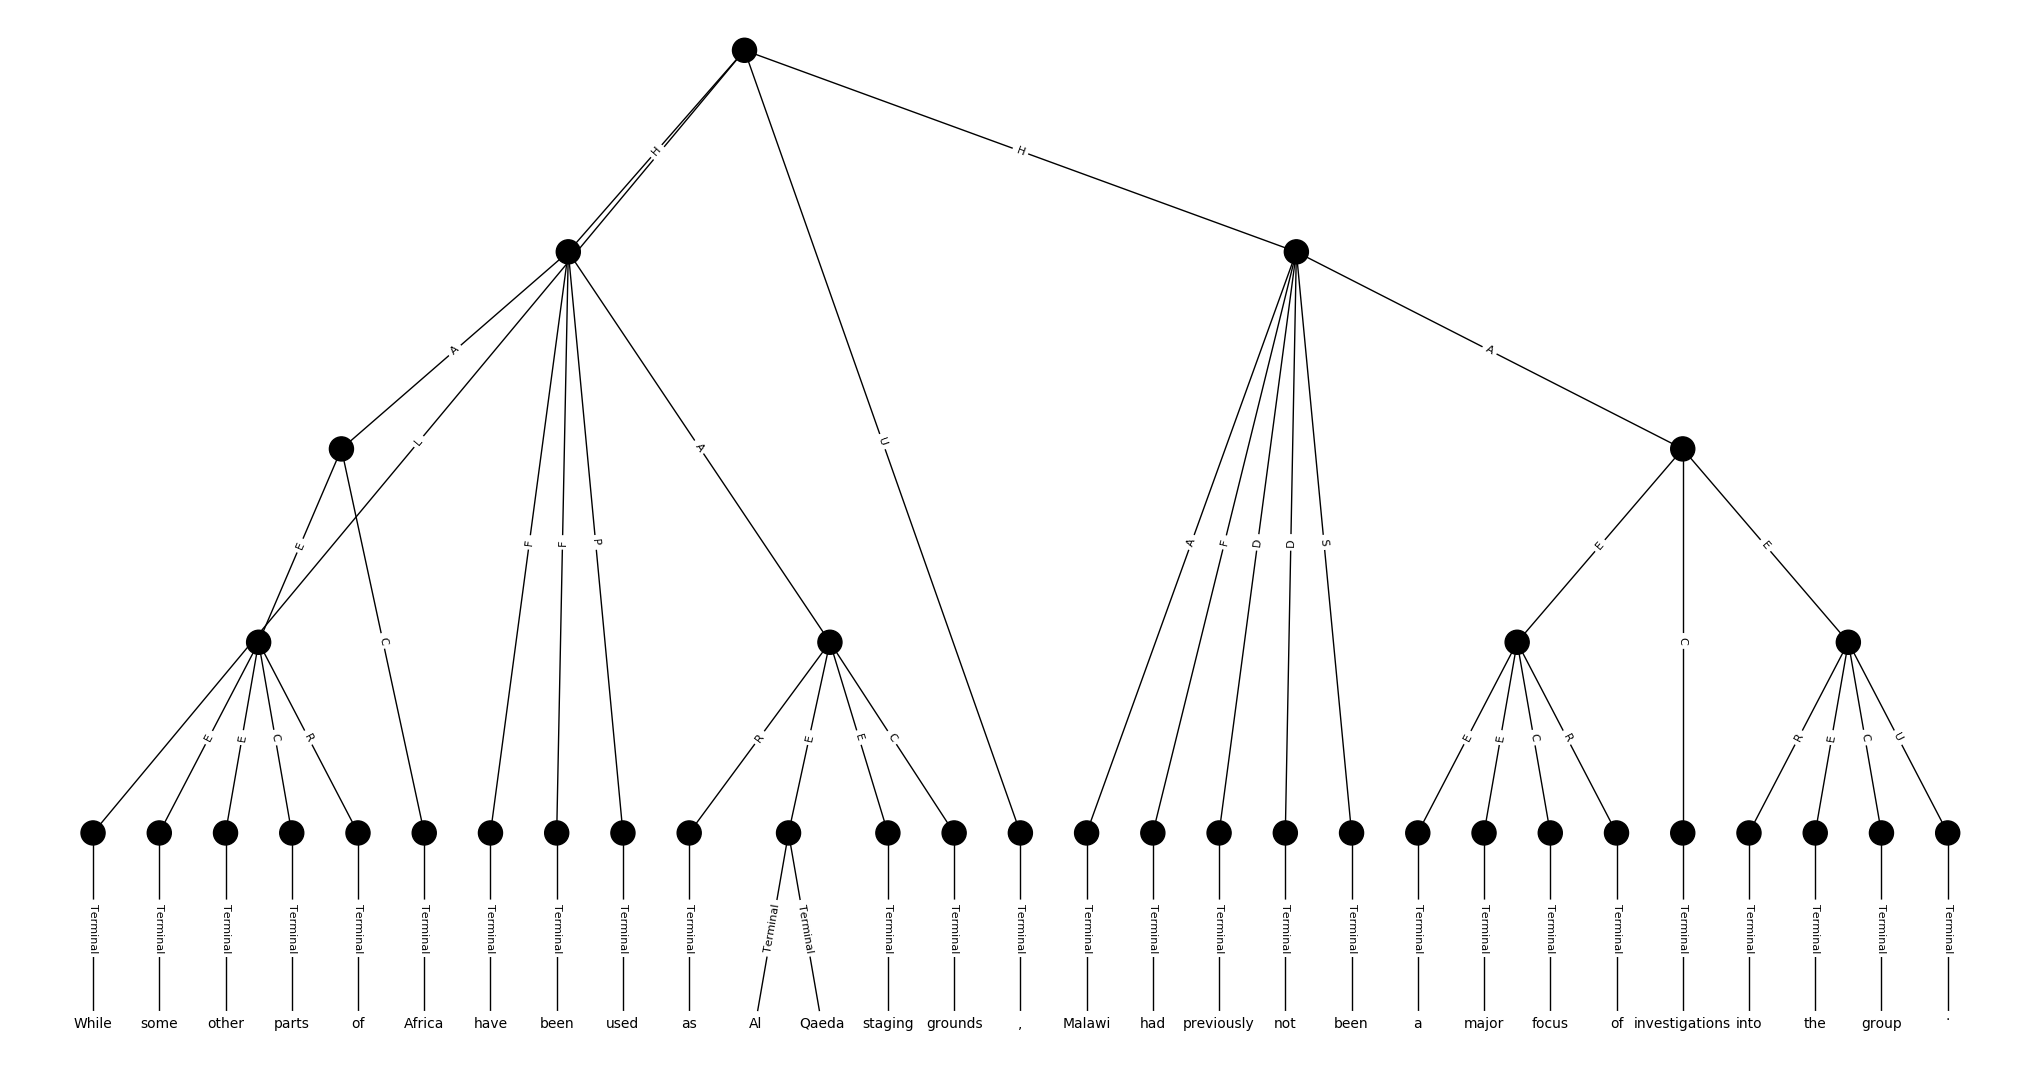 H H
A L A U A
E C F F P A F D D S E C E
E E C R R E E C E E C R R E C U
Terminal Terminal Terminal Terminal Terminal Terminal Terminal Terminal Terminal Terminal Terminal Terminal Terminal Terminal Terminal Terminal Terminal Terminal Terminal Terminal Terminal Terminal Terminal Terminal Terminal Terminal Terminal Terminal Terminal
While some other parts of Africa have been used as Al Qaeda staging grounds , Malawi had previously not been a major focus of investigations into the group .